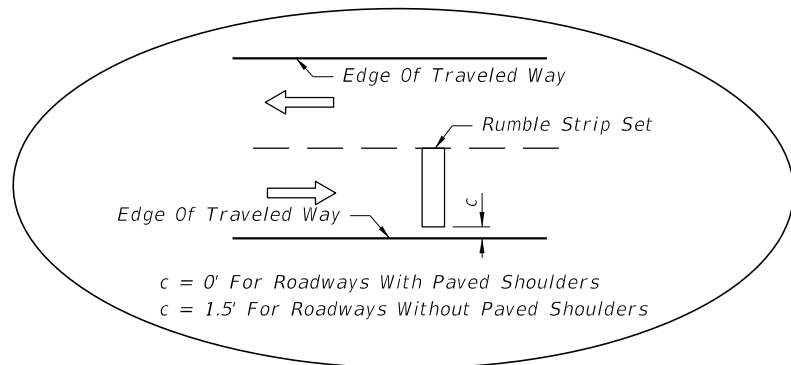 Edge Of Traveled Way
Rumble Strip Set
c
Edge Of Traveled Way
c = 0' For Roadways With Paved Shoulders
c = 1.5' For Roadways Without Paved Shoulders